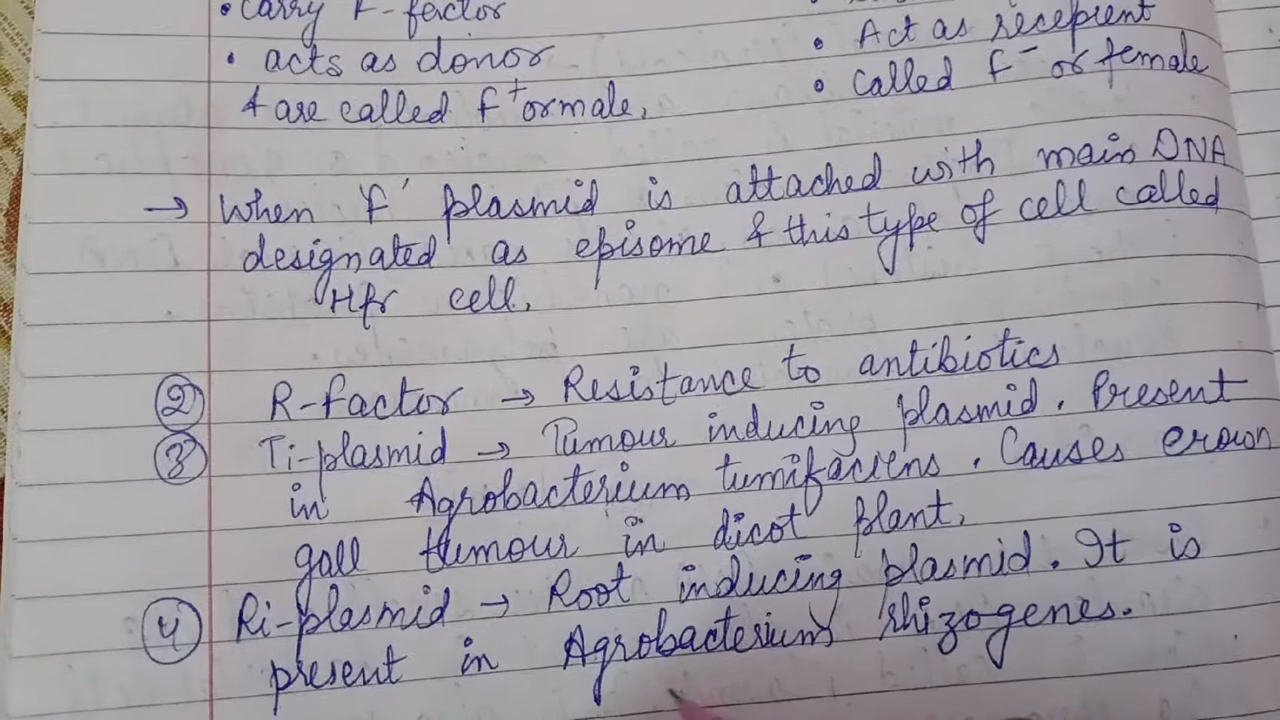 • Carry F-factor
• acts as donor
& are called F⁺ or male,
• Act as recepient
• called F⁻ or female
→ When 'F' plasmid is attached with main DNA
designated as episome & this type of cell called
Hfr cell.
② R-factor → Resistance to antibiotics
③ Ti-plasmid → Tumour inducing plasmid. Present
in Agrobacterium tumifaciens. Causes crown
gall tumour in dicot plant.
④ Ri-plasmid → Root inducing plasmid. It is
present in Agrobacterium rhizogenes.